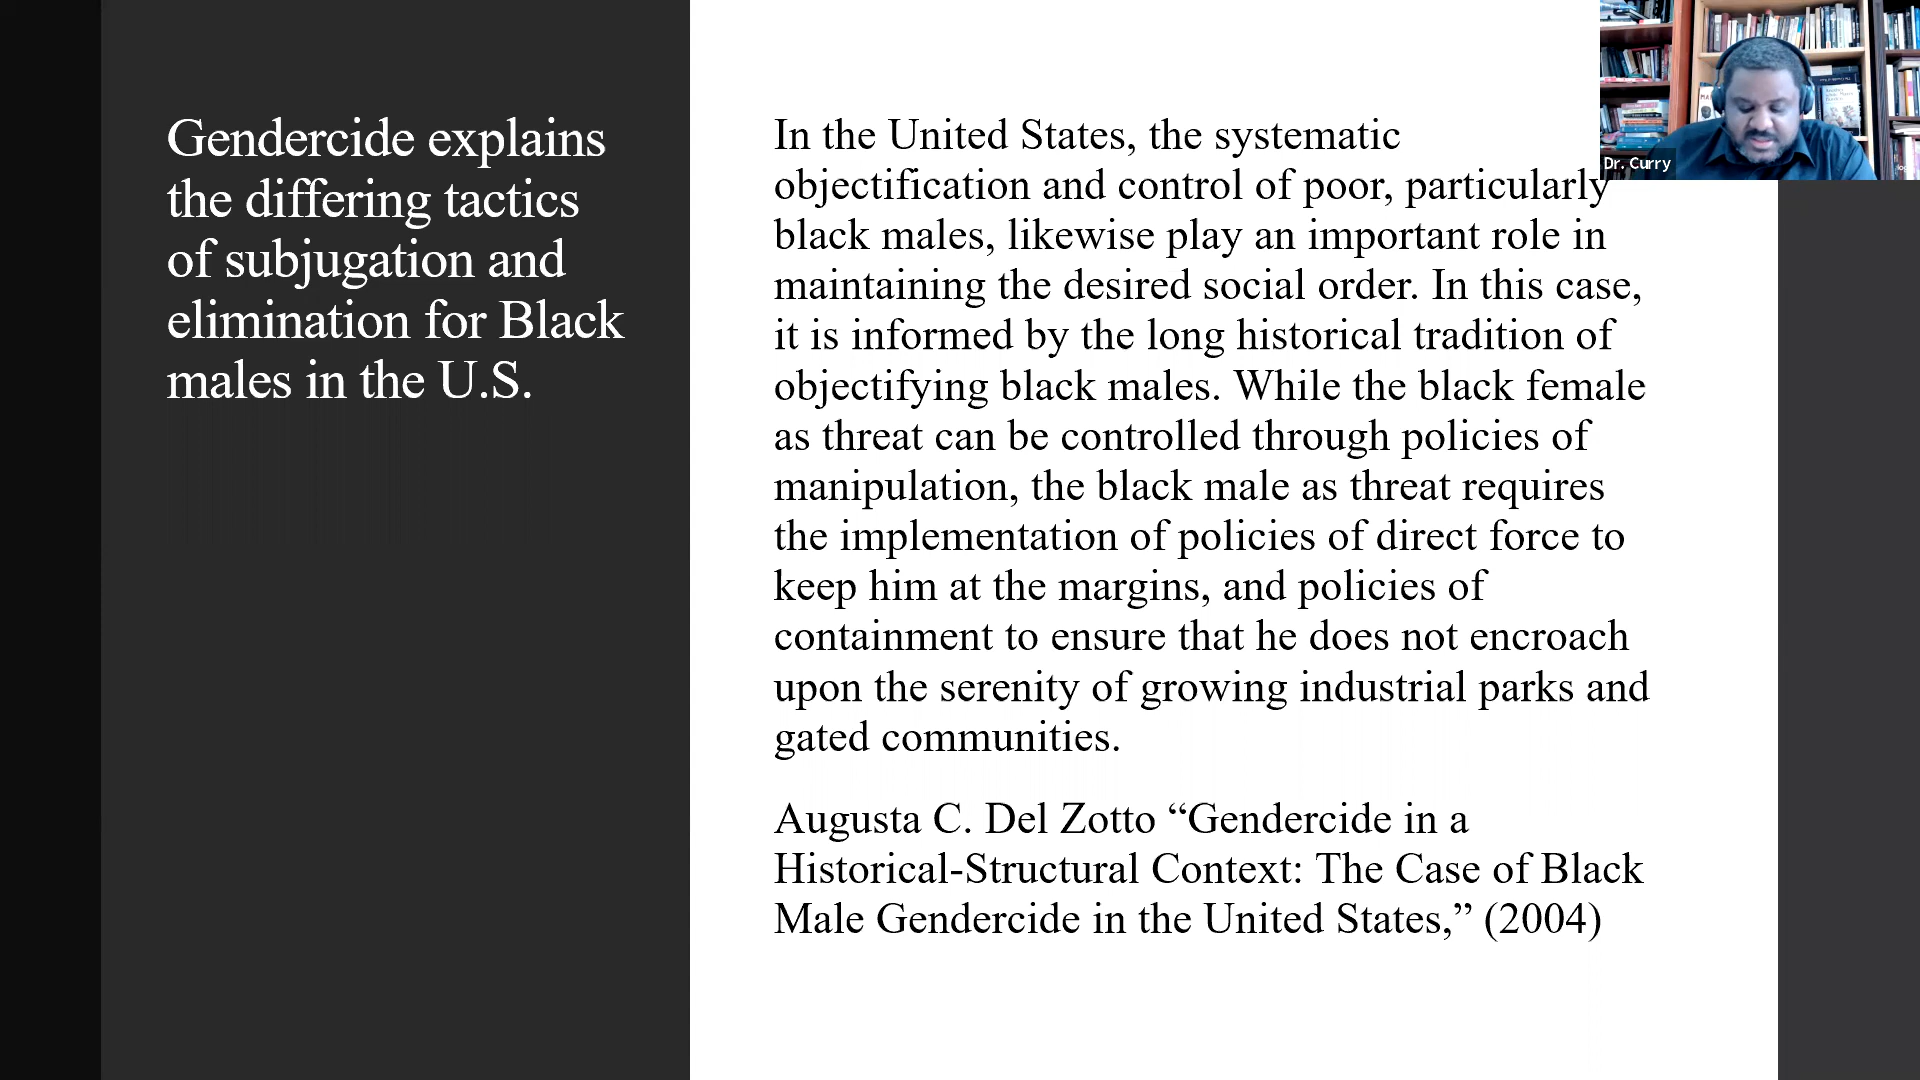 Gendercide explains
the differing tactics
of subjugation and
elimination for Black
males in the U.S.
In the United States, the systematic
objectification and control of poor, particularly
black males, likewise play an important role in
maintaining the desired social order. In this case,
it is informed by the long historical tradition of
objectifying black males. While the black female
as threat can be controlled through policies of
manipulation, the black male as threat requires
the implementation of policies of direct force to
keep him at the margins, and policies of
containment to ensure that he does not encroach
upon the serenity of growing industrial parks and
gated communities.
Augusta C. Del Zotto “Gendercide in a
Historical-Structural Context: The Case of Black
Male Gendercide in the United States,” (2004)
Dr. Curry